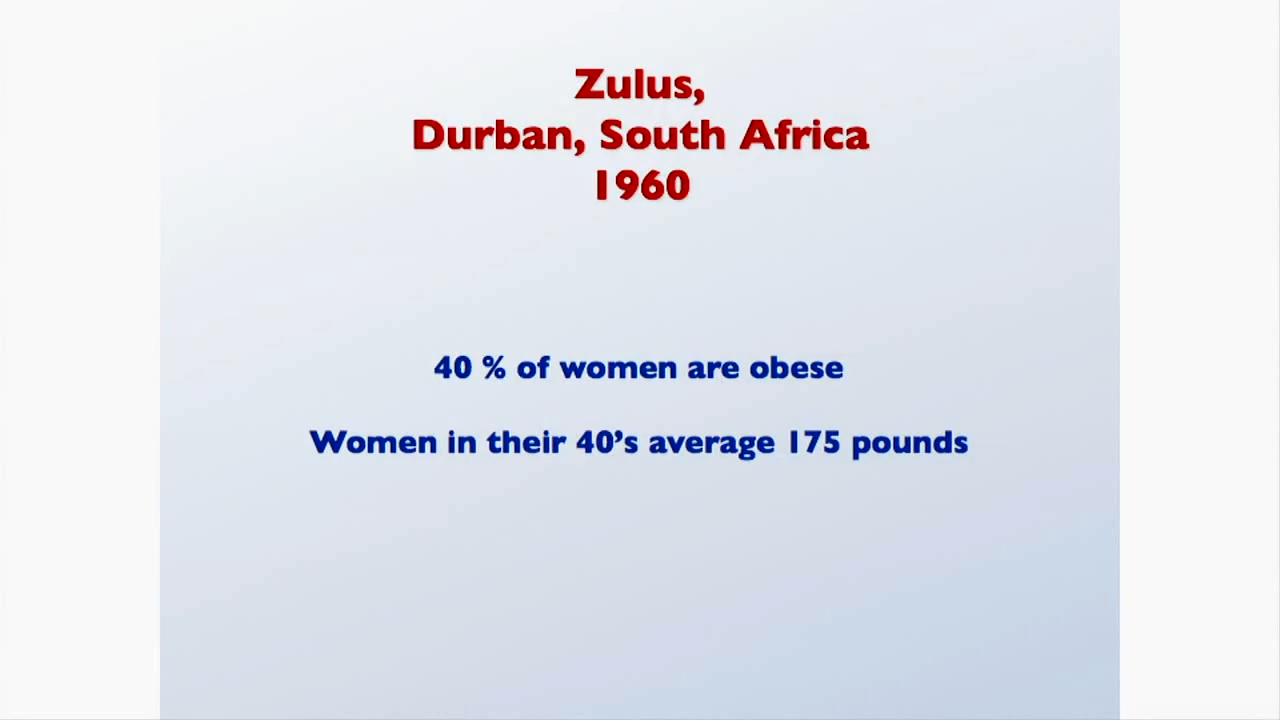 Zulus,
Durban, South Africa
1960
40 % of women are obese
Women in their 40’s average 175 pounds